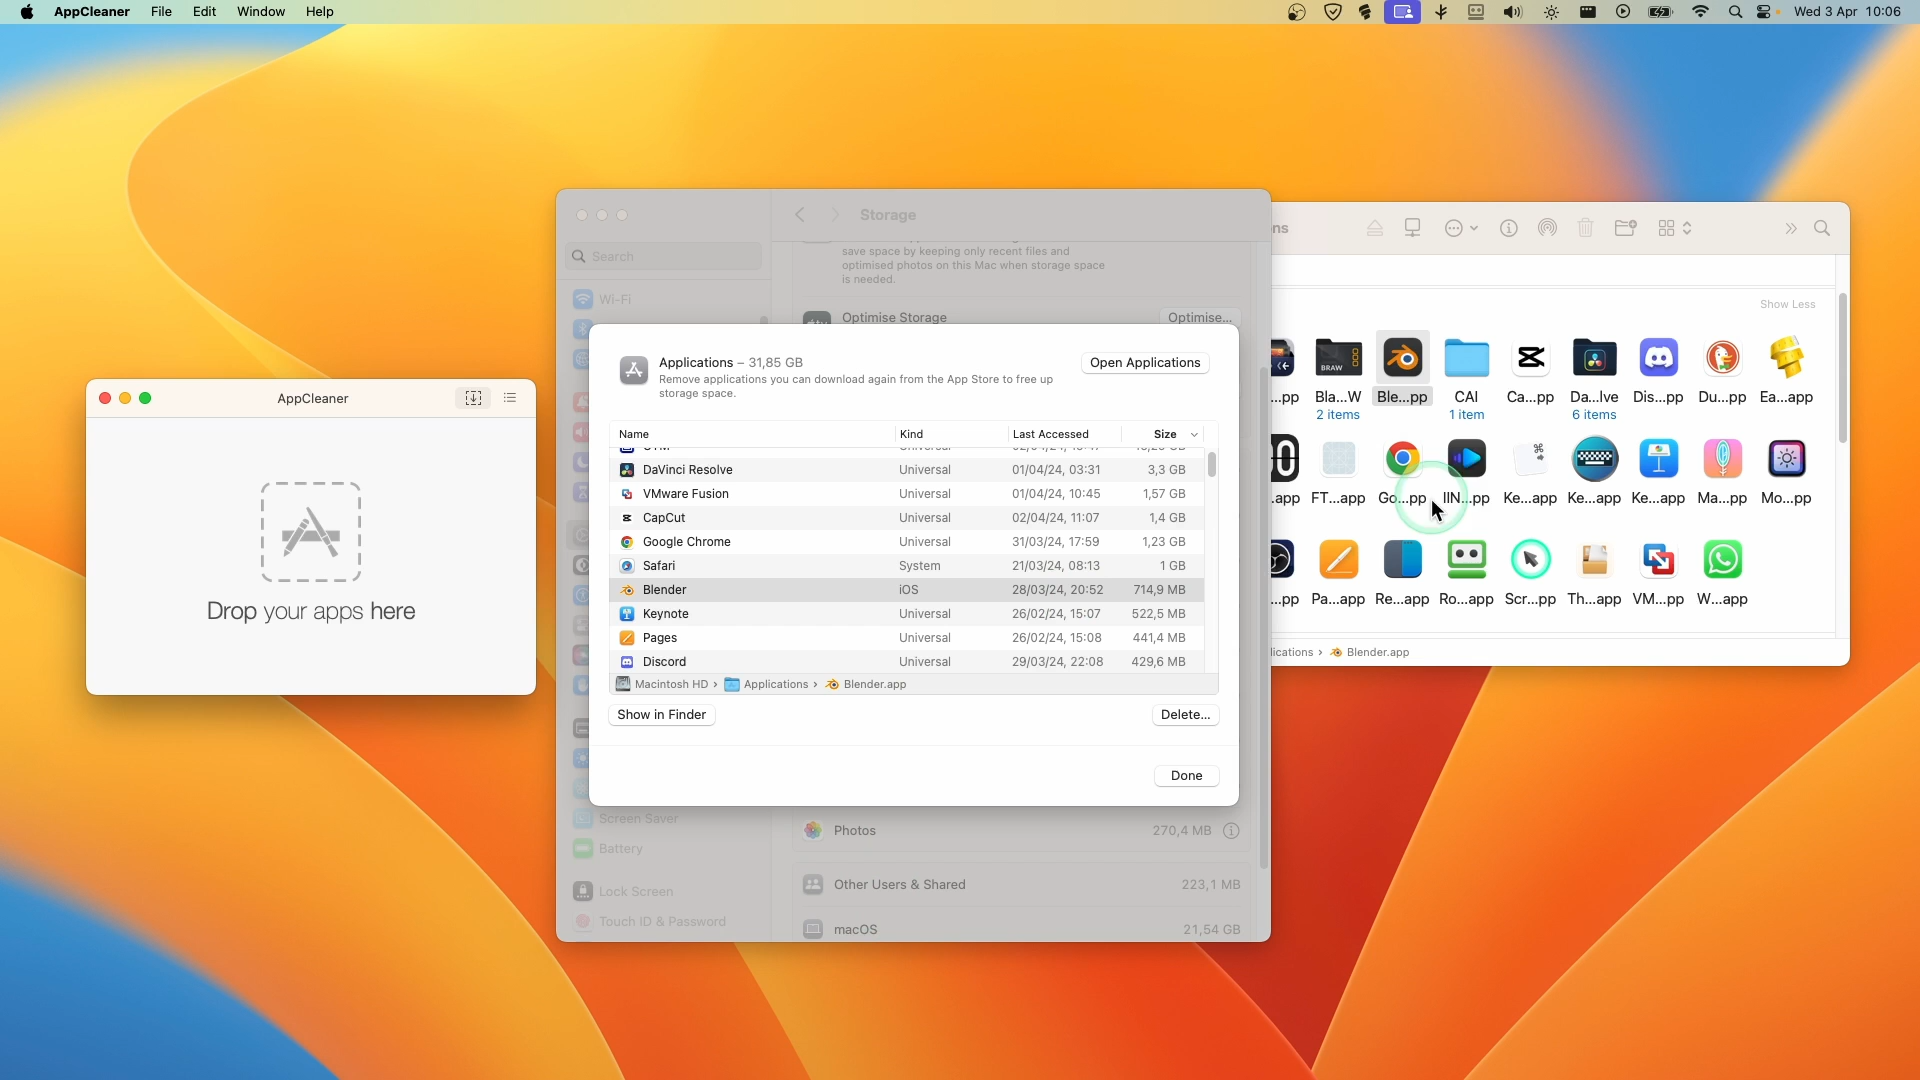 AppCleaner File Edit Window Help
Wed 3 Apr 10:06
AppCleaner
Drop your apps here
Storage
Search
Wi-Fi
save space by keeping only recent files and
optimised photos on this Mac when storage space
is needed.
Optimise Storage
Optimise...
Applications – 31,85 GB
Open Applications
Remove applications you can download again from the App Store to free up
storage space.
Name Kind Last Accessed Size
DaVinci Resolve Universal 01/04/24, 03:31 3,3 GB
VMware Fusion Universal 01/04/24, 10:45 1,57 GB
CapCut Universal 02/04/24, 11:07 1,4 GB
Google Chrome Universal 31/03/24, 17:59 1,23 GB
Safari System 21/03/24, 08:13 1 GB
Blender iOS 28/03/24, 20:52 714,9 MB
Keynote Universal 26/02/24, 15:07 522,5 MB
Pages Universal 26/02/24, 15:08 441,4 MB
Discord Universal 29/03/24, 22:08 429,6 MB
Macintosh HD › Applications › Blender.app
Show in Finder
Delete...
Done
Screen Saver
Battery
Lock Screen
Touch ID & Password
Photos 270,4 MB
Other Users & Shared 223,1 MB
macOS 21,54 GB
ns
Show Less
BRAW
...pp Bla...W Ble...pp CAI Ca...pp Da...lve Dis...pp Du...pp Ea...app
2 items 1 item 6 items
.app FT...app Go...pp IIN...pp Ke...app Ke...app Ke...app Ma...pp Mo...pp
...pp Pa...app Re...app Ro...app Scr...pp Th...app VM...pp W...app
lications › Blender.app